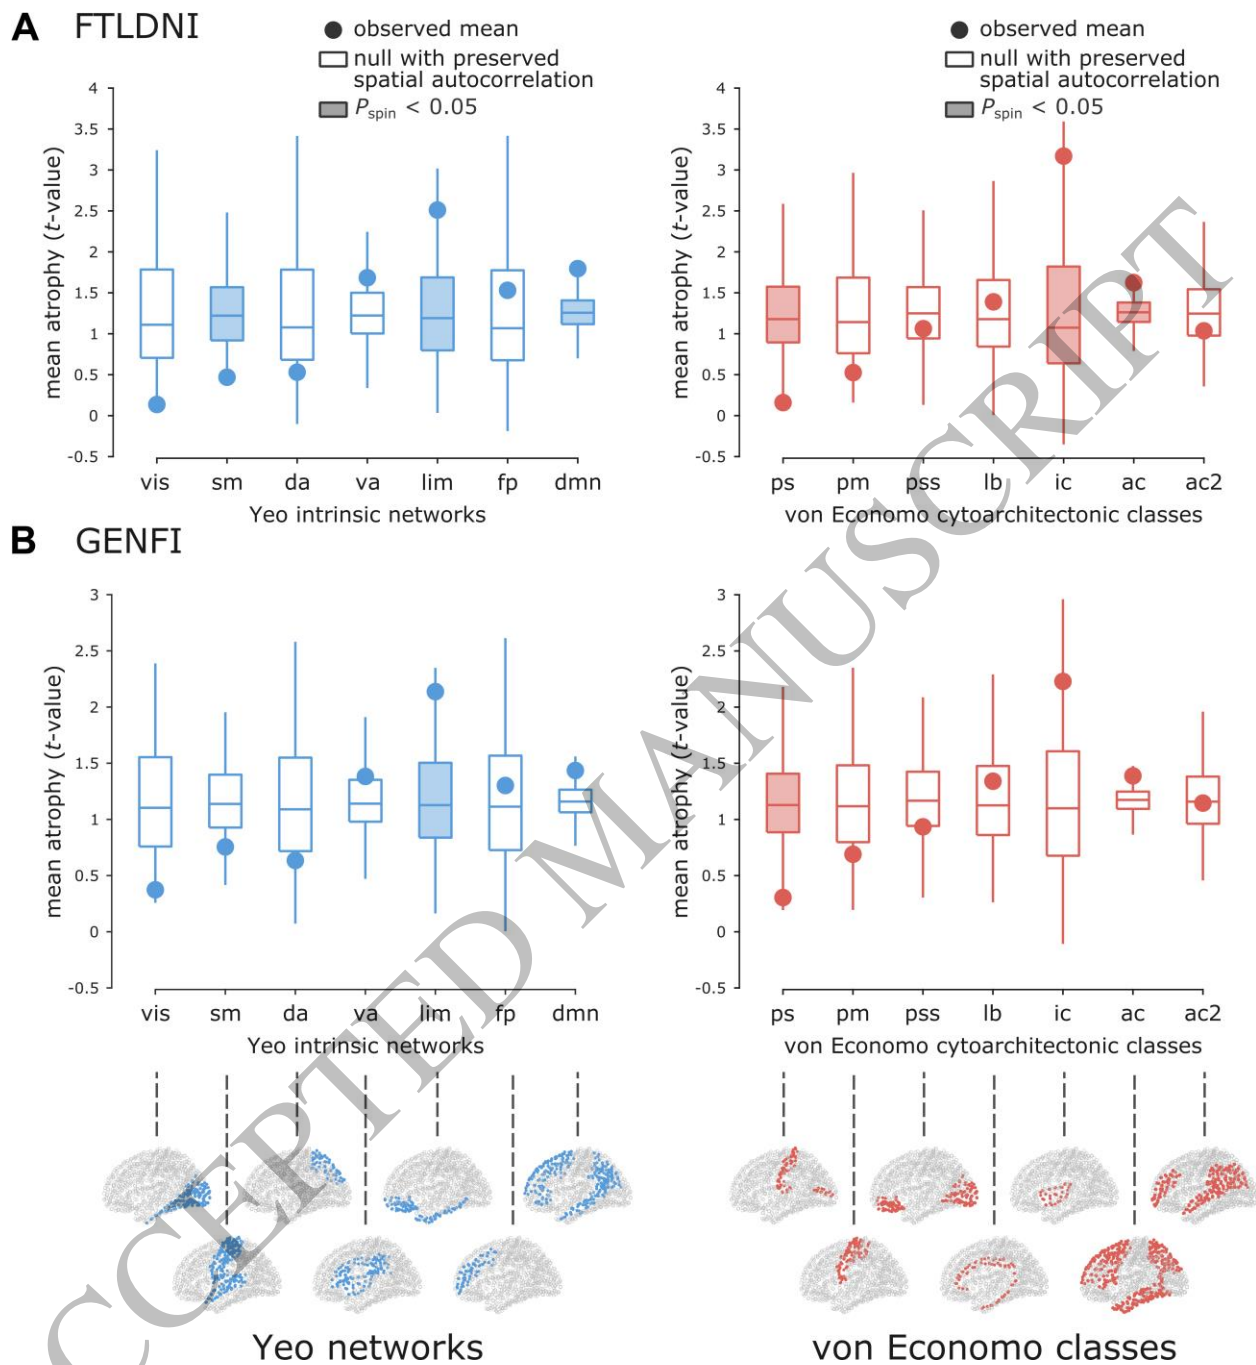 A FTLDNI
observed mean
null with preserved
spatial autocorrelation
Pspin < 0.05
observed mean
null with preserved
spatial autocorrelation
Pspin < 0.05
mean atrophy (t-value)
4
3.5
3
2.5
2
1.5
1
0.5
0
-0.5
vis sm da va lim fp dmn
Yeo intrinsic networks
mean atrophy (t-value)
4
3.5
3
2.5
2
1.5
1
0.5
0
-0.5
ps pm pss lb ic ac ac2
von Economo cytoarchitectonic classes
B GENFI
mean atrophy (t-value)
3
2.5
2
1.5
1
0.5
0
-0.5
vis sm da va lim fp dmn
Yeo intrinsic networks
mean atrophy (t-value)
3
2.5
2
1.5
1
0.5
0
-0.5
ps pm pss lb ic ac ac2
von Economo cytoarchitectonic classes
Yeo networks
von Economo classes
CCEPTED MANUSCRIPT